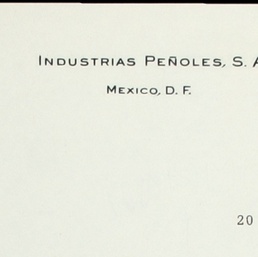 INDUSTRIAS PEÑOLES, S. A
MEXICO, D. F.
20